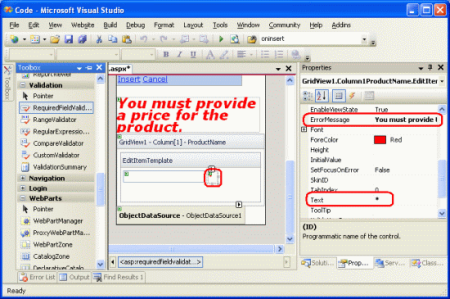 Code - Microsoft Visual Studio
File Edit View Website Build Debug Format Layout Tools Window Community Help Addins
oninsert
Toolbox
Toolbox
ReportViewer
Validation
Pointer
RequiredFieldVali...
RangeValidator
RegularExpressio...
CompareValidator
CustomValidator
ValidationSummary
Navigation
Login
WebParts
Pointer
WebPartManager
ProxyWebPartMa...
WebPartZone
CatalogZone
DeclarativeCatalo
.aspx*
Insert Cancel
You must provide
a price for the
product.
GridView1 - Column[1] - ProductName
EditItemTemplate
ObjectDataSource - ObjectDataSource1
<asp:requiredfieldvalidat...>
Properties
GridView1.Column1ProductName.EditIter
EnableViewState True
ErrorMessage You must provide
Font
ForeColor Red
Height
InitialValue
SetFocusOnError False
SkinID
TabIndex 0
Text *
ToolTip
(ID)
Programmatic name of the control.
Solutio... Prop... Serv... Class...
Error List Output Find Results 1